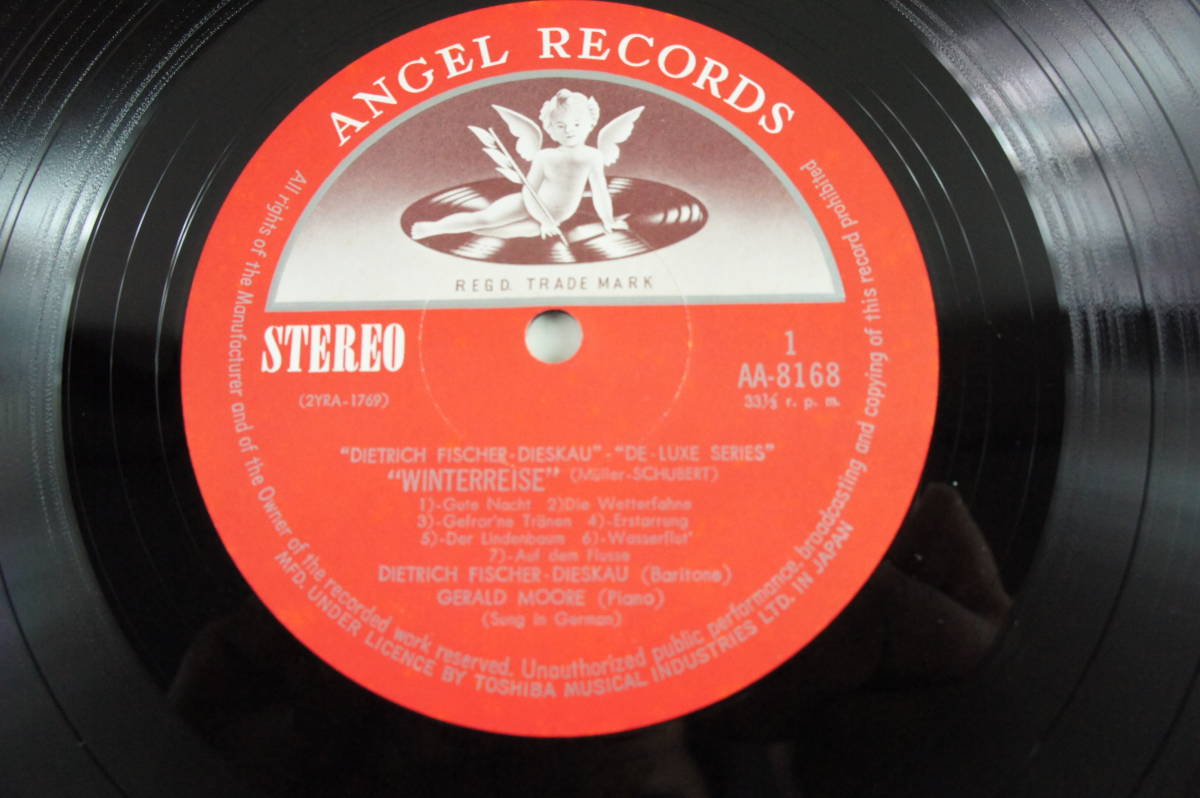 ANGEL RECORDS
REGD. TRADE MARK
STEREO
(2YRA-1769)
1
AA-8168
33⅓ r. p. m.
"DIETRICH FISCHER-DIESKAU"-"DE-LUXE SERIES"
"WINTERREISE" (Müller-SCHUBERT)
1)-Gute Nacht 2)Die Wetterfahne
3)-Gefror'ne Tränen 4)-Erstarrung
5)-Der Lindenbaum 6)-Wasserflut
7)-Auf dem Flusse
DIETRICH FISCHER-DIESKAU (Baritone)
GERALD MOORE (Piano)
(Sung in German)
All rights of the Manufacturer and of the Owner of the recorded work reserved. Unauthorized public performance, broadcasting and copying of this record prohibited
MFD. UNDER LICENCE BY TOSHIBA MUSICAL INDUSTRIES LTD. IN JAPAN